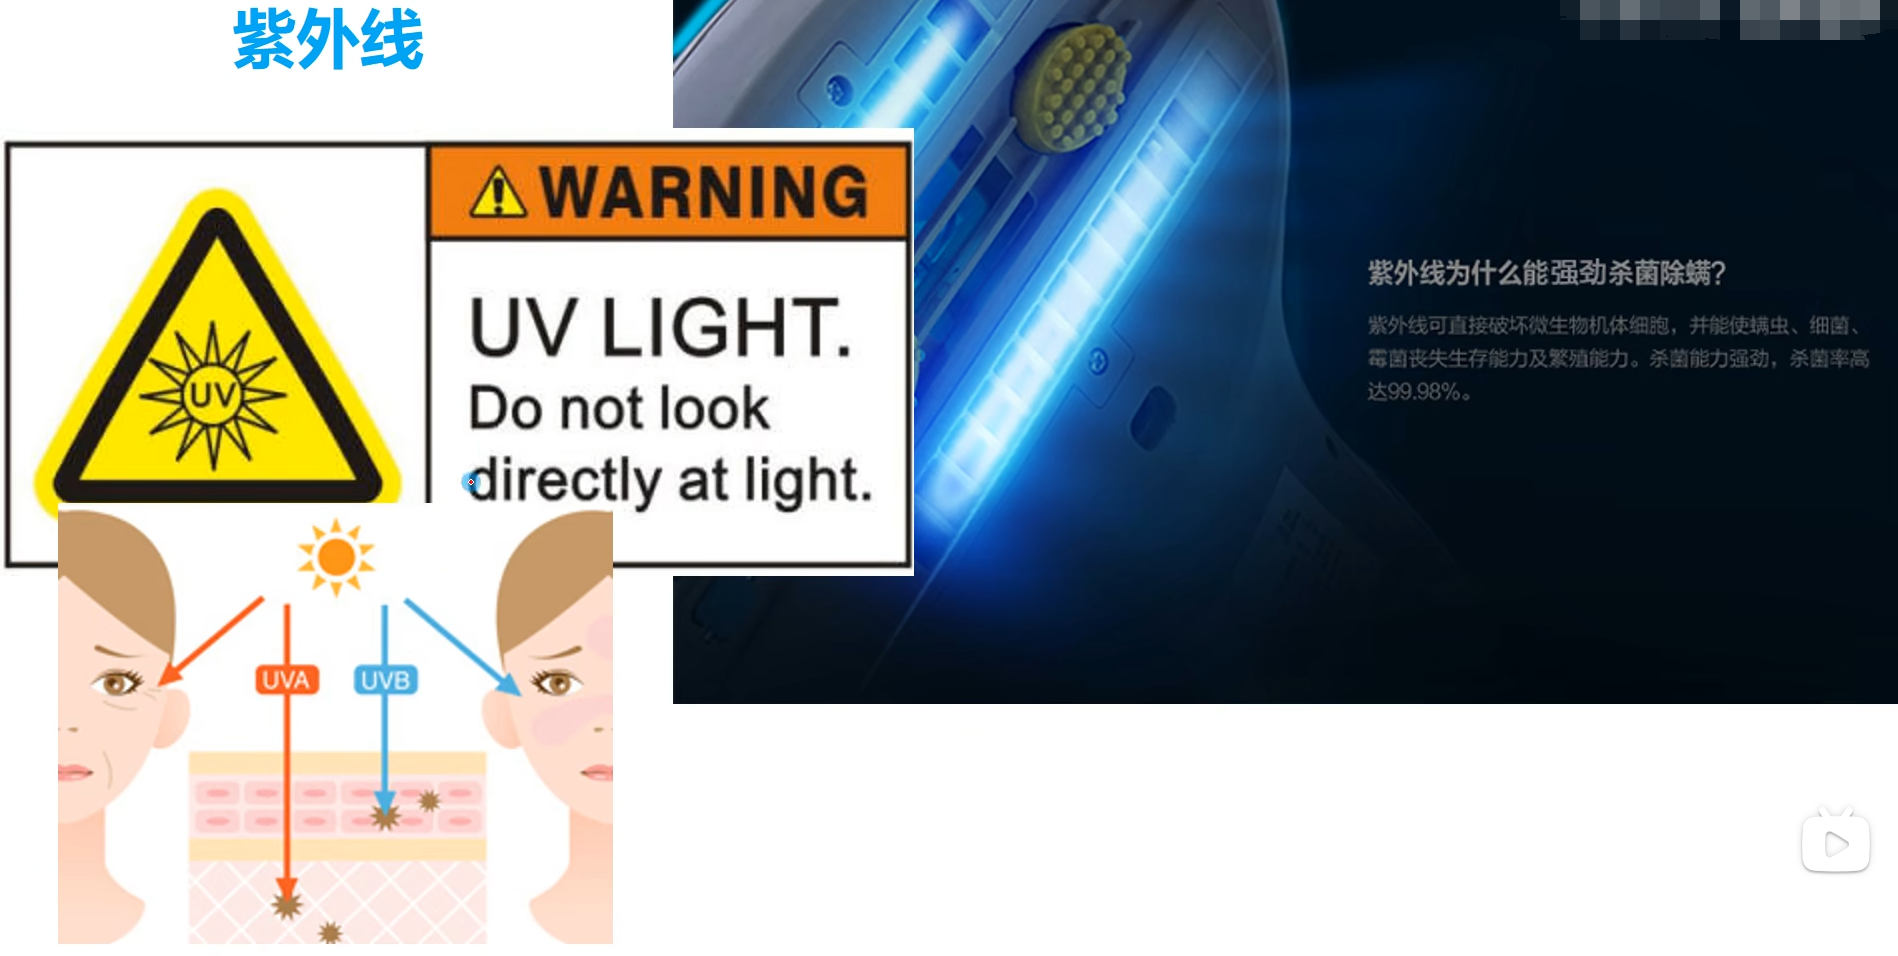 紫外线
WARNING
UV
UV LIGHT.
Do not look
directly at light.
紫外线为什么能强劲杀菌除螨?
紫外线可直接破坏微生物机体细胞，并能使螨虫、细菌、
霉菌丧失生存能力及繁殖能力。杀菌能力强劲，杀菌率高
达99.98%。
UVA
UVB